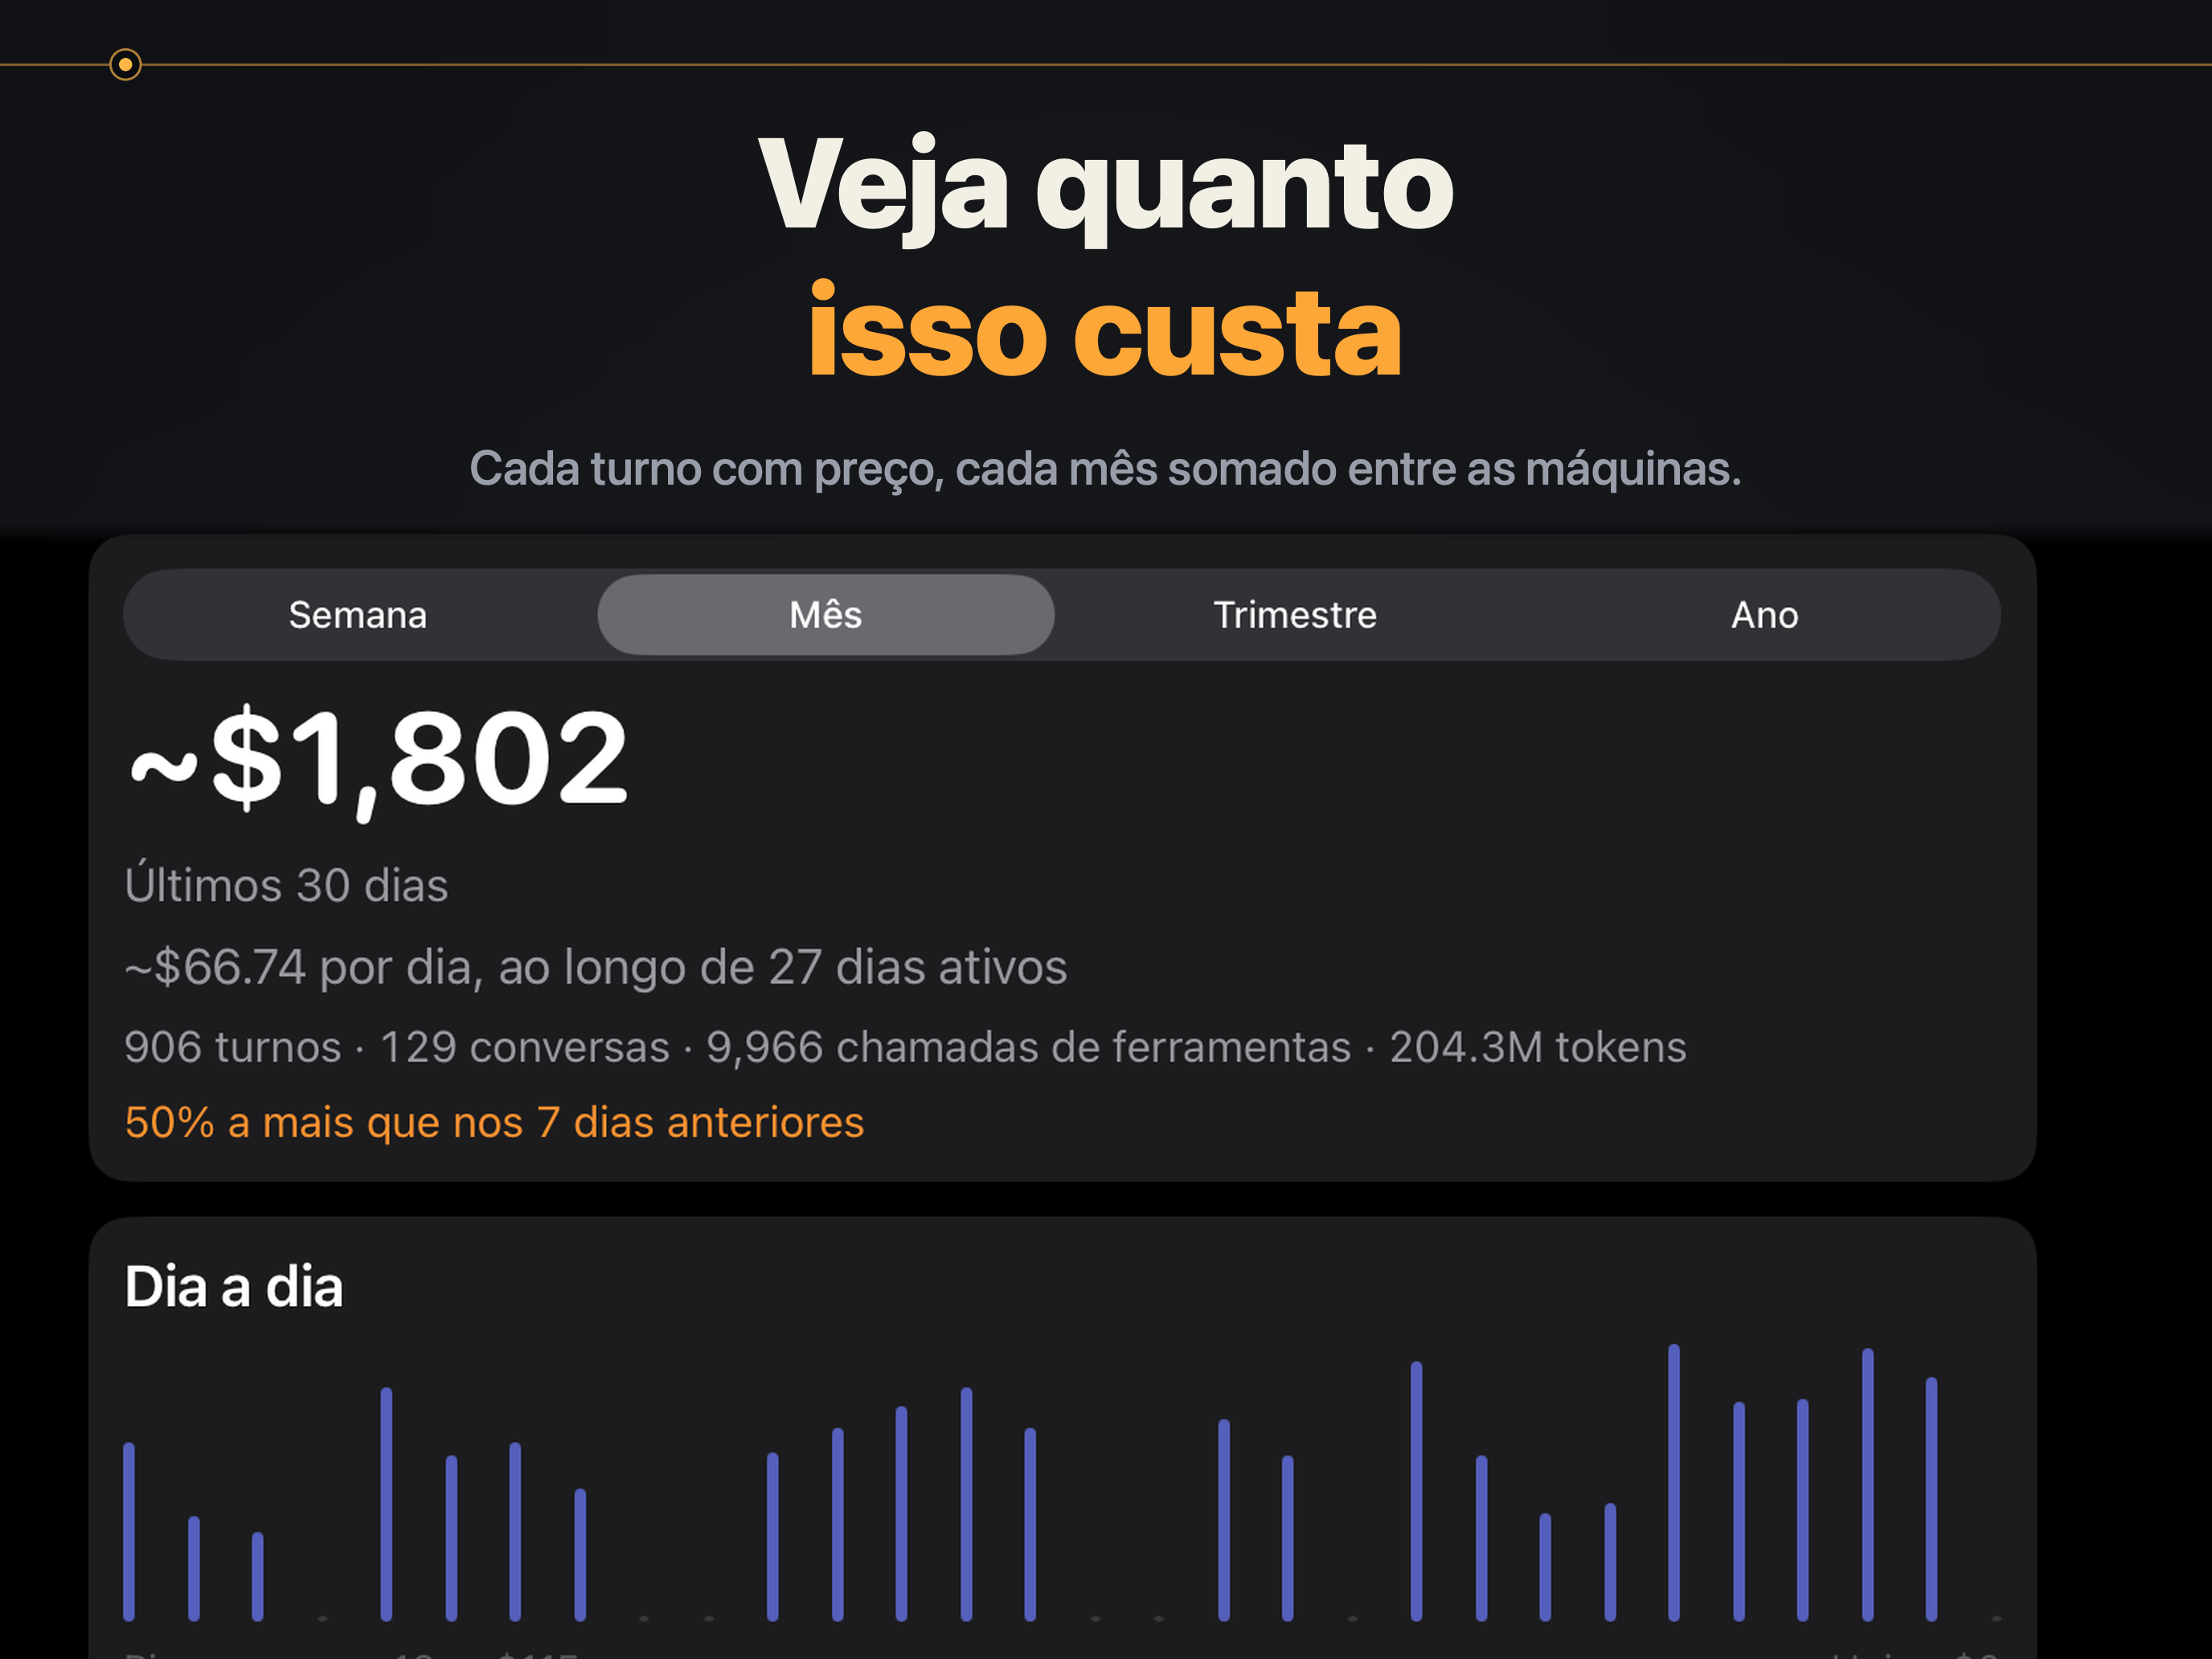 Veja quanto
isso custa
Cada turno com preço, cada mês somado entre as máquinas.
Semana Mês Trimestre Ano
~$1,802
Últimos 30 dias
~$66.74 por dia, ao longo de 27 dias ativos
906 turnos · 129 conversas · 9,966 chamadas de ferramentas · 204.3M tokens
50% a mais que nos 7 dias anteriores
Dia a dia